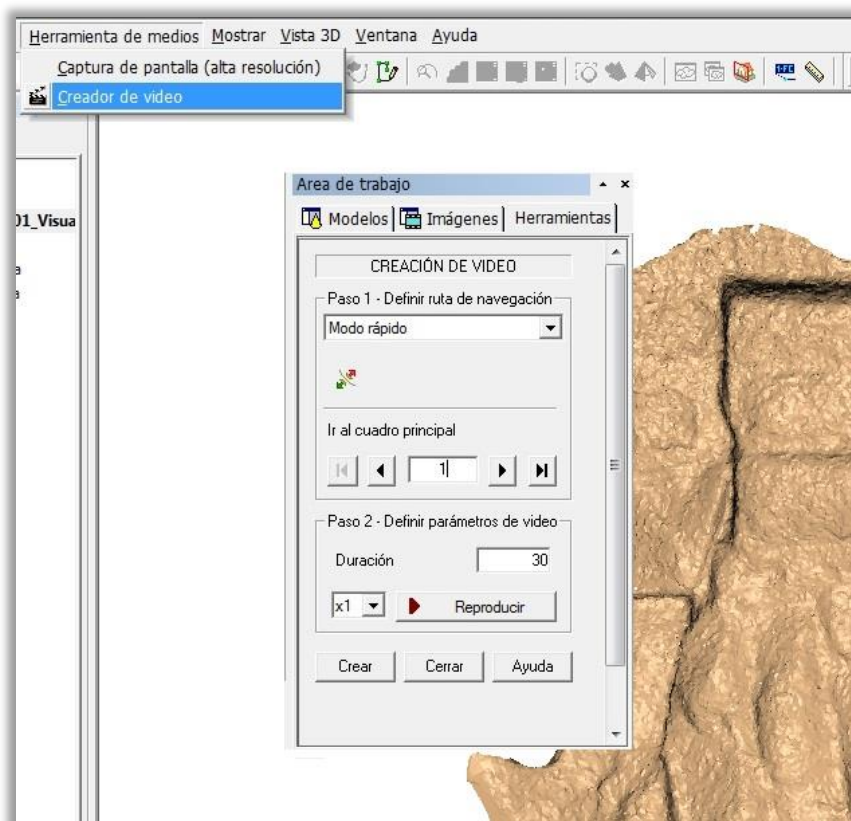 Herramienta de medios Mostrar Vista 3D Ventana Ayuda
Captura de pantalla (alta resolución)
Creador de video
01_Visua
a
a
Area de trabajo
Modelos Imágenes Herramientas
CREACIÓN DE VIDEO
Paso 1 - Definir ruta de navegación
Modo rápido
Ir al cuadro principal
1
Paso 2 - Definir parámetros de video
Duración 30
x1 Reproducir
Crear Cerrar Ayuda